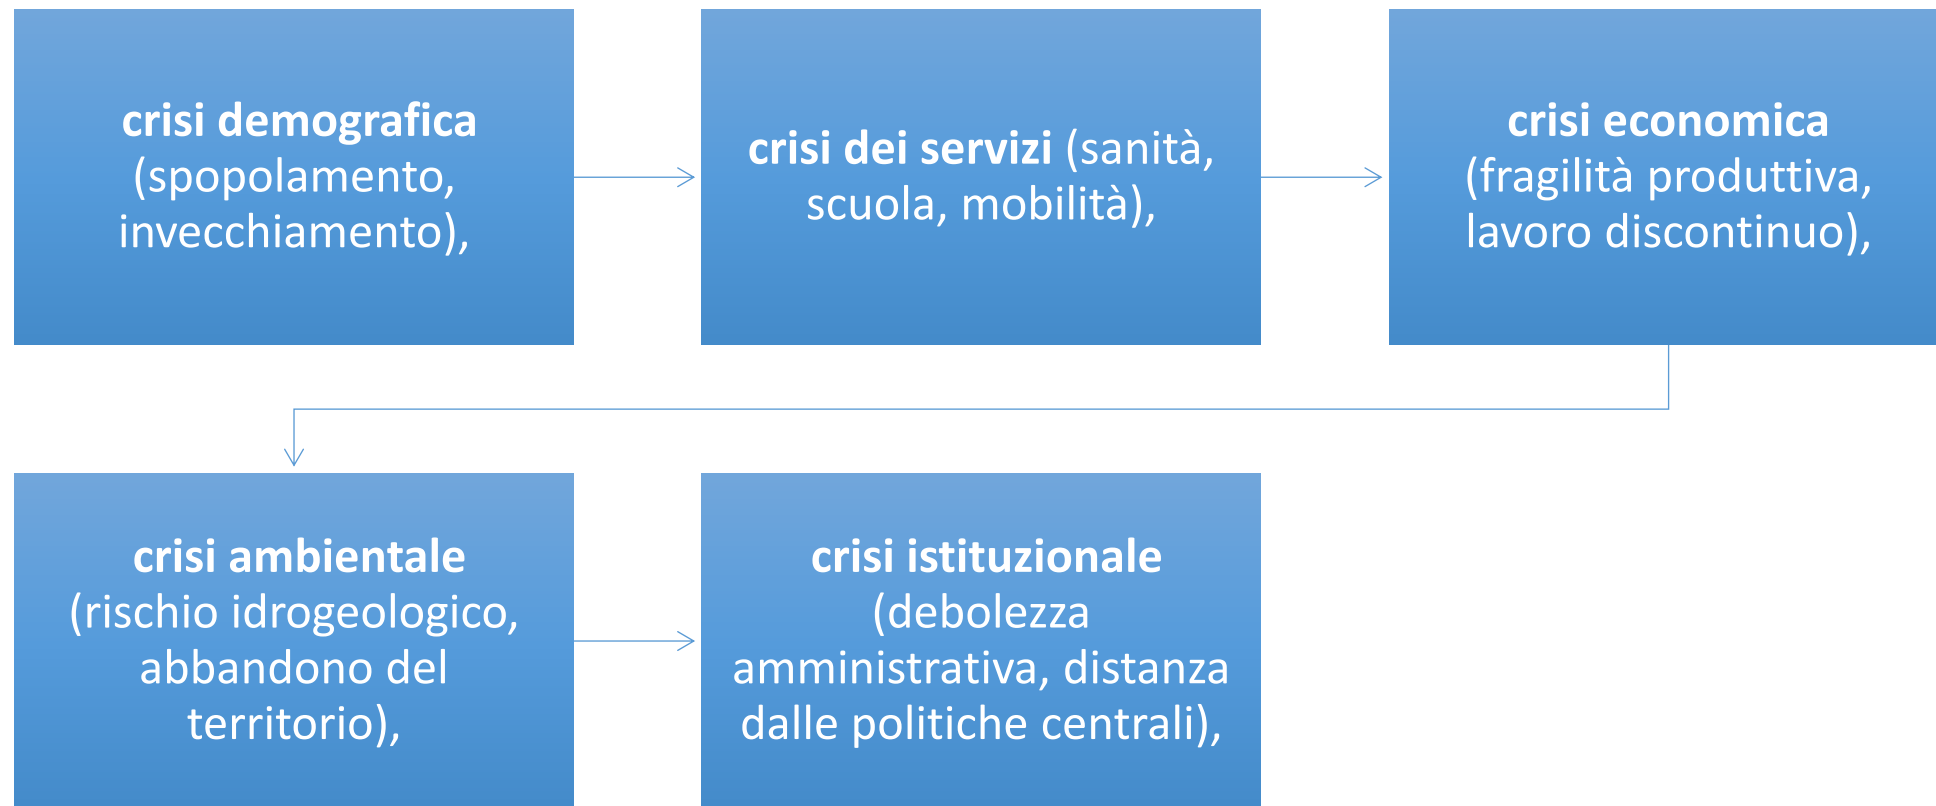 crisi demografica
(spopolamento,
invecchiamento),
crisi dei servizi (sanità,
scuola, mobilità),
crisi economica
(fragilità produttiva,
lavoro discontinuo),
crisi ambientale
(rischio idrogeologico,
abbandono del
territorio),
crisi istituzionale
(debolezza
amministrativa, distanza
dalle politiche centrali),